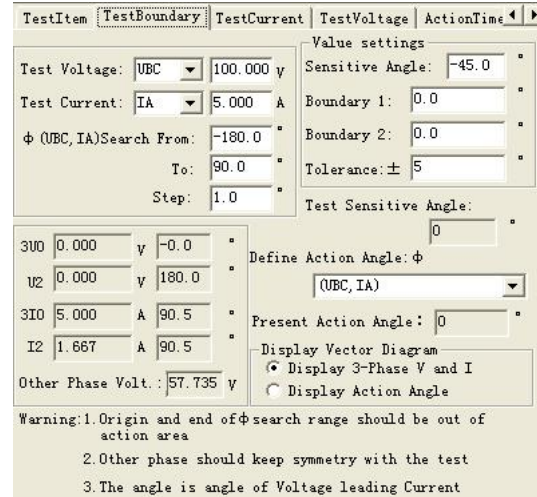 TestItem TestBoundary TestCurrent TestVoltage ActionTime
Test Voltage: UBC 100.000 V
Test Current: IA 5.000 A
Φ (UBC, IA)Search From: -180.0 °
To: 90.0 °
Step: 1.0 °
Value settings
Sensitive Angle: -45.0 °
Boundary 1: 0.0 °
Boundary 2: 0.0 °
Tolerance: ± 5 °
3U0 0.000 V -0.0 °
U2 0.000 V 180.0 °
3I0 5.000 A 90.5 °
I2 1.667 A 90.5 °
Other Phase Volt.: 57.735 V
Test Sensitive Angle:
0 °
Define Action Angle: Φ
(UBC, IA)
Present Action Angle: 0 °
Display Vector Diagram
Display 3-Phase V and I
Display Action Angle
Warning:1.Origin and end of Φ search range should be out of
action area
2.Other phase should keep symmetry with the test
3.The angle is angle of Voltage leading Current